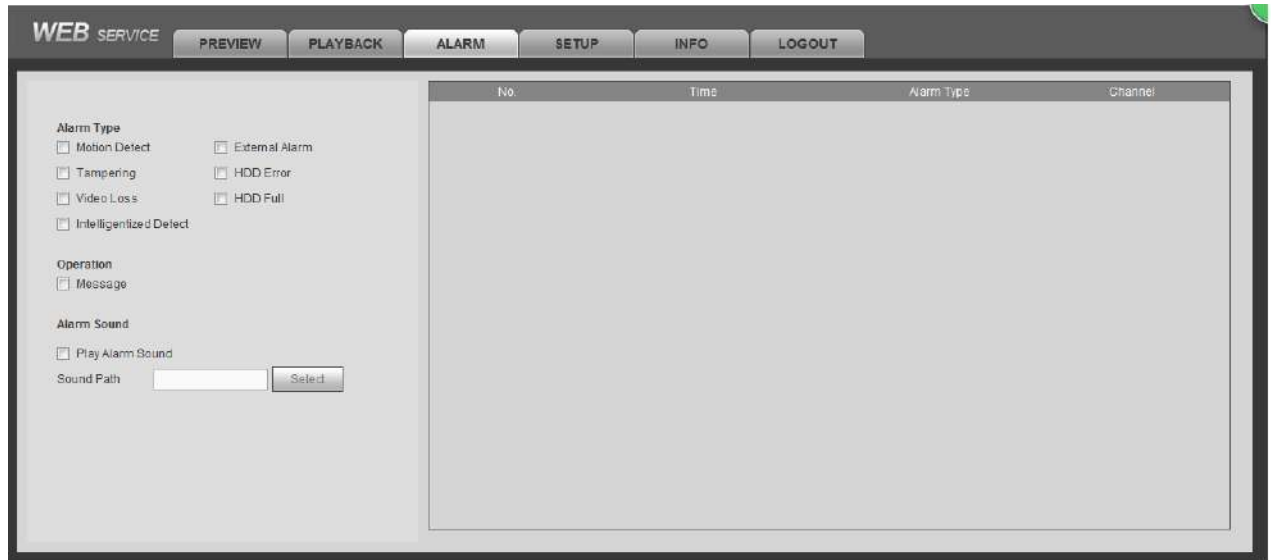 WEB SERVICE
PREVIEW PLAYBACK ALARM SETUP INFO LOGOUT
No. Time Alarm Type Channel
Alarm Type
Motion Detect External Alarm
Tampering HDD Error
Video Loss HDD Full
Intelligentized Detect
Operation
Message
Alarm Sound
Play Alarm Sound
Sound Path Select